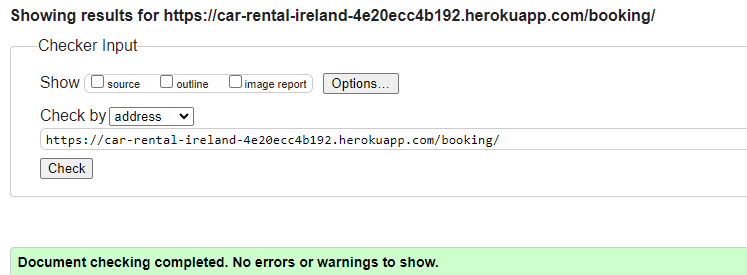 Showing results for https://car-rental-ireland-4e20ecc4b192.herokuapp.com/booking/
Checker Input
Show source outline image report Options...
Check by address
https://car-rental-ireland-4e20ecc4b192.herokuapp.com/booking/
Check
Document checking completed. No errors or warnings to show.